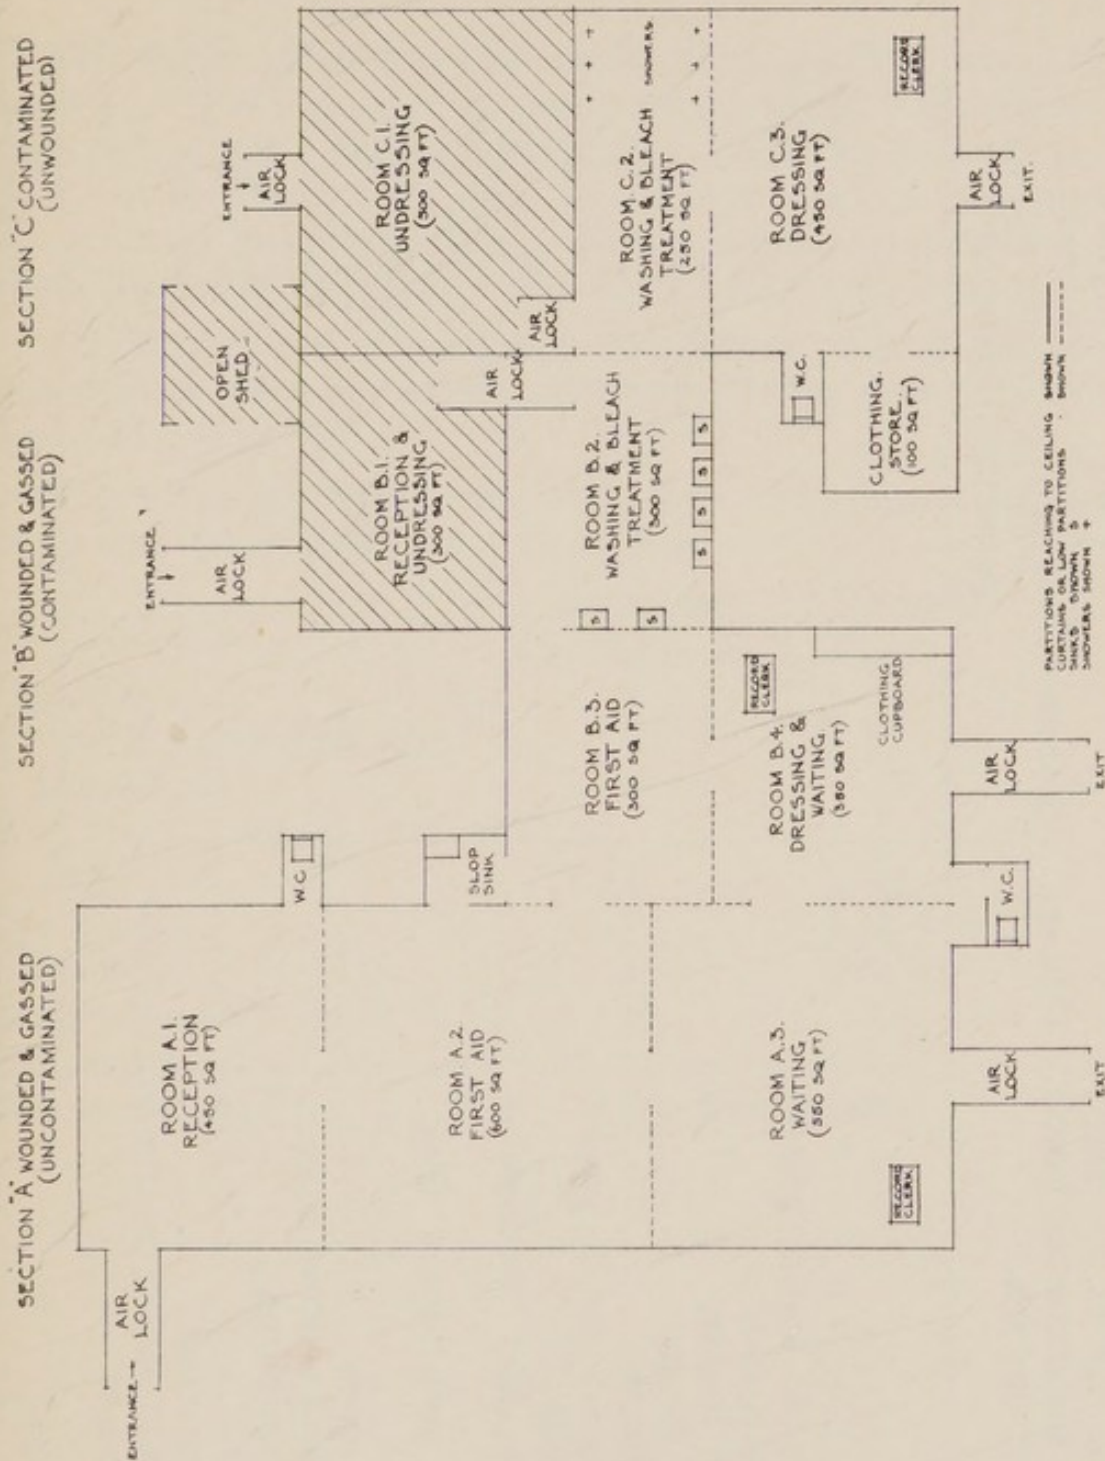 SECTION "A" WOUNDED & GASSED
(UNCONTAMINATED)
SECTION "B" WOUNDED & GASSED
(CONTAMINATED)
SECTION "C" CONTAMINATED
(UNWOUNDED)
ENTRANCE
AIR
LOCK
ROOM A.1.
RECEPTION
(450 SQ FT)
W.C
ROOM A.2.
FIRST AID
(600 SQ FT)
SLOP
SINK
ROOM A.3.
WAITING
(550 SQ FT)
RECORD
CLERK
AIR
LOCK
EXIT
W.C.
ENTRANCE
AIR
LOCK
OPEN
SHED
ROOM B.1.
RECEPTION &
UNDRESSING
(300 SQ FT)
AIR
LOCK
ROOM B.2.
WASHING & BLEACH
TREATMENT
(300 SQ FT)
S
S
S
S
S
S
ROOM B.3.
FIRST AID
(300 SQ FT)
RECORD
CLERK
ROOM B.4.
DRESSING &
WAITING
(350 SQ FT)
CLOTHING
CUPBOARD
AIR
LOCK
EXIT
ENTRANCE
AIR
LOCK
ROOM C.1.
UNDRESSING
(500 SQ FT)
AIR
LOCK
ROOM C.2.
WASHING & BLEACH
TREATMENT
(250 SQ FT)
SHOWERS
W.C.
ROOM C.3.
DRESSING
(450 SQ FT)
RECORD
CLERK
CLOTHING
STORE.
(100 SQ FT)
AIR
LOCK
EXIT.
PARTITIONS REACHING TO CEILING SHOWN
CURTAINS OR LOW PARTITIONS - SHOWN
SINKS SHOWN S
SHOWERS SHOWN +